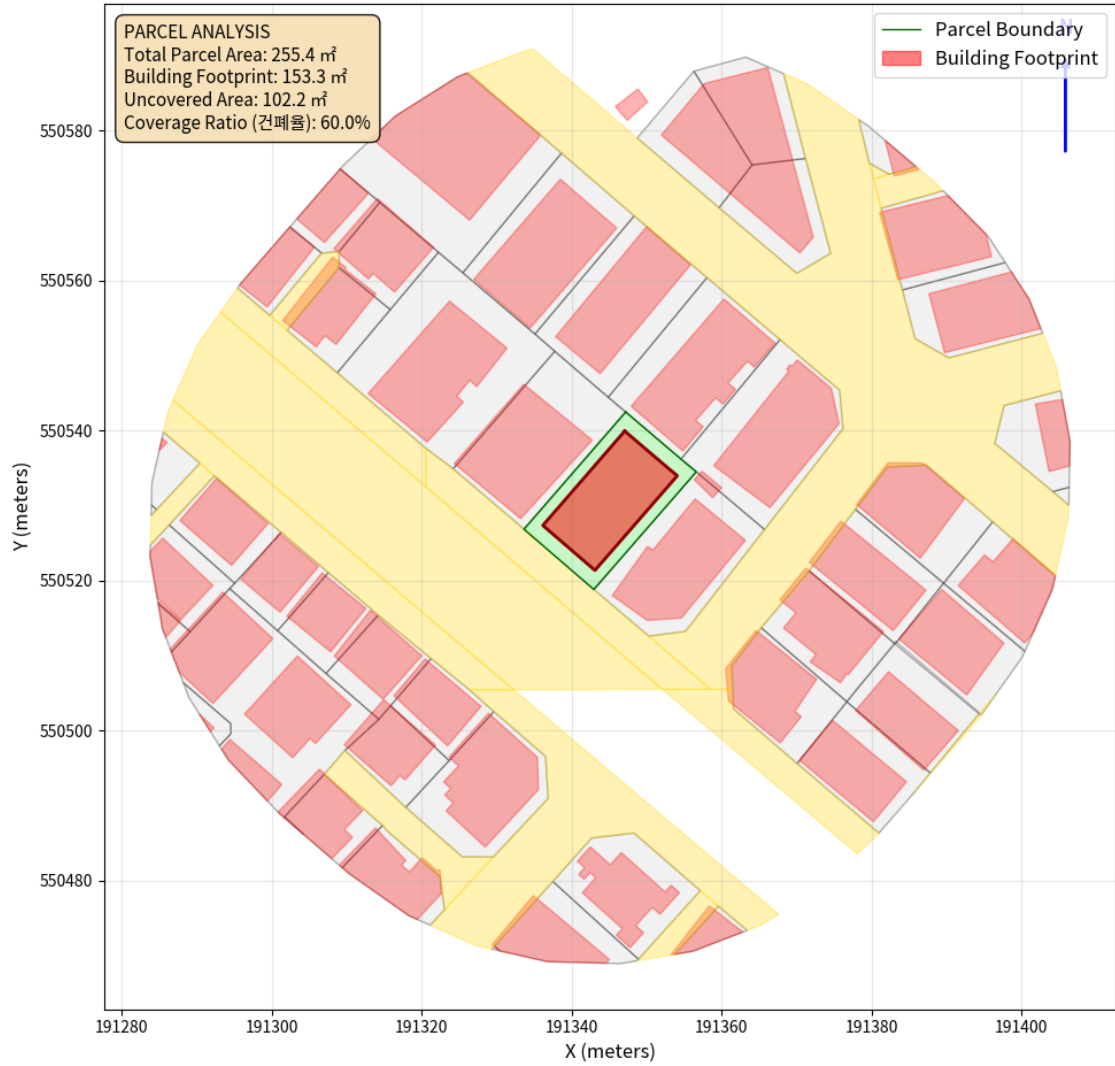 PARCEL ANALYSIS
Total Parcel Area: 255.4 ㎡
Building Footprint: 153.3 ㎡
Uncovered Area: 102.2 ㎡
Coverage Ratio (건폐율): 60.0%
N
Parcel Boundary
Building Footprint
550580
550560
550540
550520
550500
550480
Y (meters)
191280
191300
191320
191340
191360
191380
191400
X (meters)